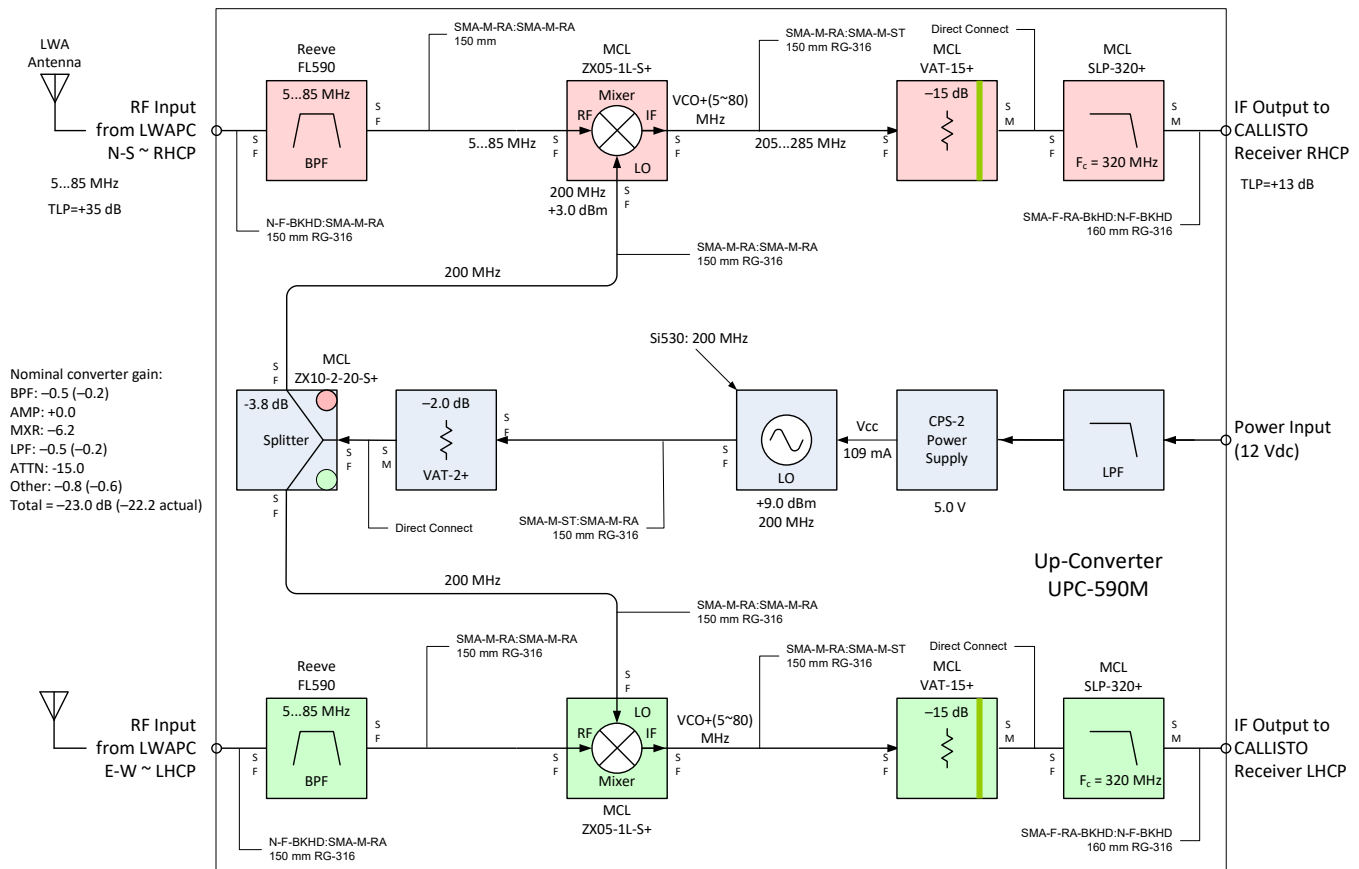 LWA
Antenna
RF Input
from LWAPC
N-S ~ RHCP
5...85 MHz
TLP=+35 dB
Reeve
FL590
5...85 MHz
BPF
S
F
S
F
N-F-BKHD:SMA-M-RA
150 mm RG-316
SMA-M-RA:SMA-M-RA
150 mm
5...85 MHz
S
F
MCL
ZX05-1L-S+
Mixer
RF
IF
LO
200 MHz
+3.0 dBm
S
F
S
F
VCO+(5~80)
MHz
SMA-M-RA:SMA-M-ST
150 mm RG-316
205...285 MHz
S
F
MCL
VAT-15+
–15 dB
S
M
Direct Connect
S
F
MCL
SLP-320+
Fc = 320 MHz
S
M
SMA-F-RA-BkHD:N-F-BKHD
160 mm RG-316
IF Output to
CALLISTO
Receiver RHCP
TLP=+13 dB
SMA-M-RA:SMA-M-RA
150 mm RG-316
200 MHz
Nominal converter gain:
BPF: –0.5 (–0.2)
AMP: +0.0
MXR: –6.2
LPF: –0.5 (–0.2)
ATTN: -15.0
Other: –0.8 (–0.6)
Total = –23.0 dB (–22.2 actual)
S
F
MCL
ZX10-2-20-S+
-3.8 dB
Splitter
S
F
S
F
–2.0 dB
VAT-2+
S
M
S
F
Direct Connect
SMA-M-ST:SMA-M-RA
150 mm RG-316
Si530: 200 MHz
S
F
LO
+9.0 dBm
200 MHz
Vcc
109 mA
CPS-2
Power
Supply
5.0 V
LPF
Power Input
(12 Vdc)
Up-Converter
UPC-590M
200 MHz
SMA-M-RA:SMA-M-RA
150 mm RG-316
RF Input
from LWAPC
E-W ~ LHCP
Reeve
FL590
5...85 MHz
BPF
S
F
S
F
N-F-BKHD:SMA-M-RA
150 mm RG-316
SMA-M-RA:SMA-M-RA
150 mm RG-316
S
F
S
F
LO
RF
IF
Mixer
MCL
ZX05-1L-S+
S
F
VCO+(5~80)
MHz
SMA-M-RA:SMA-M-ST
150 mm RG-316
S
F
MCL
VAT-15+
–15 dB
S
M
Direct Connect
S
F
MCL
SLP-320+
Fc = 320 MHz
S
M
SMA-F-RA-BKHD:N-F-BKHD
160 mm RG-316
IF Output to
CALLISTO
Receiver LHCP